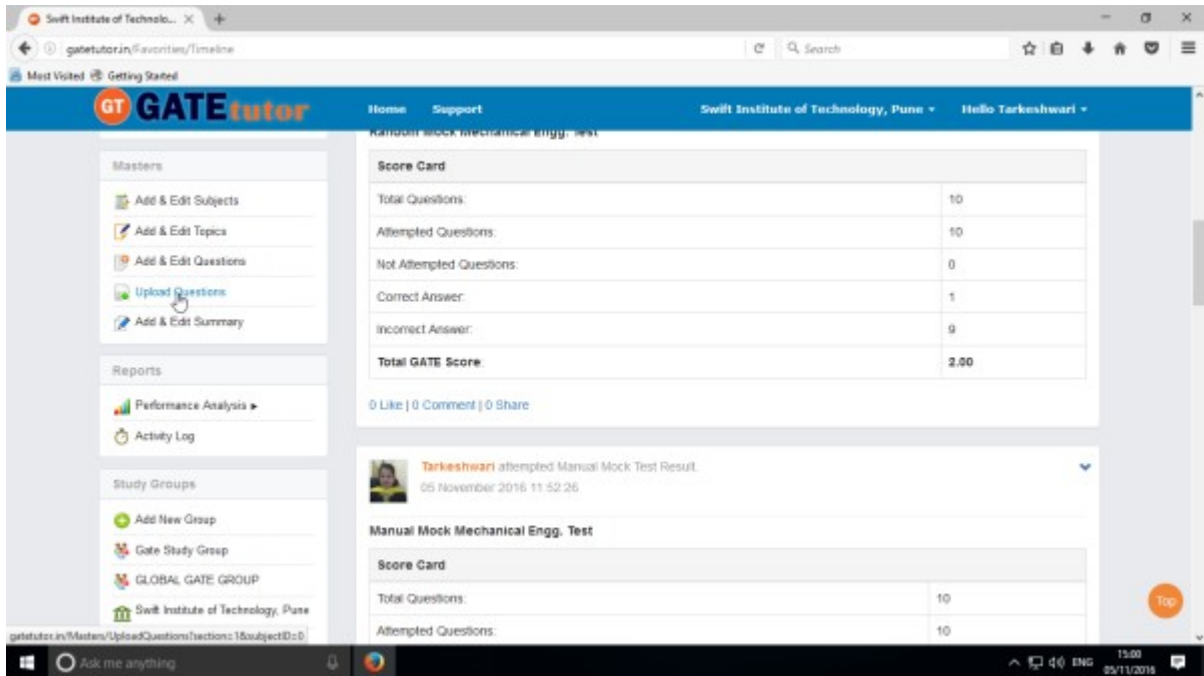 Swift Institute of Technolo...
gatetutor.in/Favorities/Timeline
Search
Most Visited Getting Started
GT GATEtutor Home Support Swift Institute of Technology, Pune Hello Tarkeshwari
Random Mock Mechanical Engg. Test
Masters
Add & Edit Subjects
Add & Edit Topics
Add & Edit Questions
Upload Questions
Add & Edit Summary
Reports
Performance Analysis
Activity Log
Study Groups
Add New Group
Gate Study Group
GLOBAL GATE GROUP
Swift Institute of Technology, Pune
Score Card
Total Questions: 10
Attempted Questions: 10
Not Attempted Questions: 0
Correct Answer: 1
Incorrect Answer: 9
Total GATE Score: 2.00
0 Like | 0 Comment | 0 Share
Tarkeshwari attempted Manual Mock Test Result.
05 November 2016 11:52:26
Manual Mock Mechanical Engg. Test
Score Card
Total Questions: 10
Attempted Questions: 10
Top
gatetutor.in/Masters/UploadQuestions?section=1&subjectID=0
Ask me anything
ENG
15:00
05/11/2016